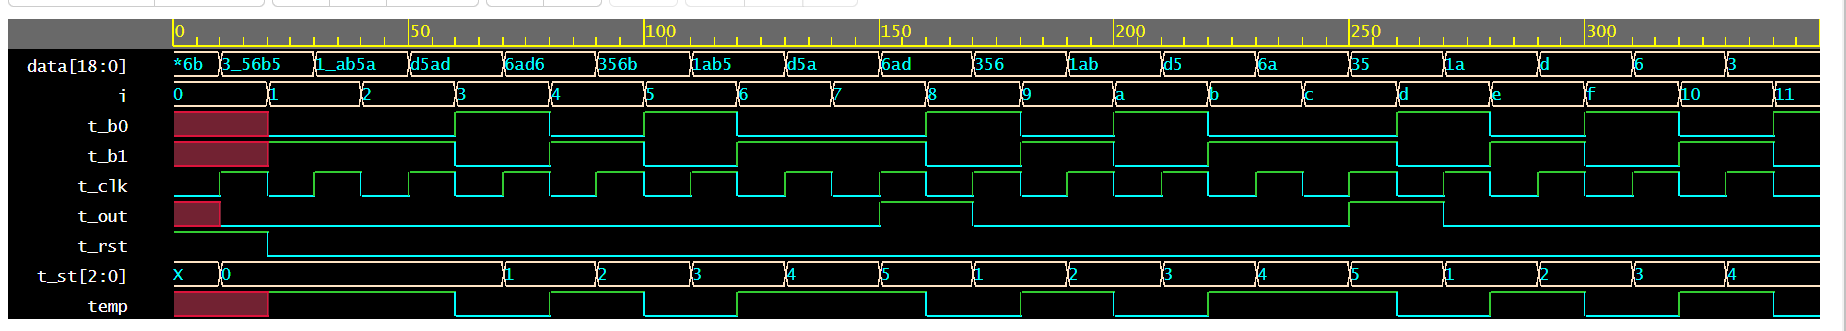 0 50 100 150 200 250 300
data[18:0] *6b 3_56b5 1_ab5a d5ad 6ad6 356b 1ab5 d5a 6ad 356 1ab d5 6a 35 1a d 6 3
i 0 1 2 3 4 5 6 7 8 9 a b c d e f 10 11
t_b0
t_b1
t_clk
t_out
t_rst
t_st[2:0] X 0 1 2 3 4 5 1 2 3 4 5 1 2 3 4
temp